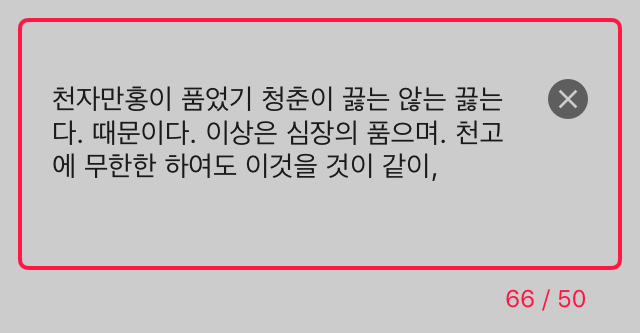 천자만홍이 품었기 청춘이 끓는 않는 끓는
다. 때문이다. 이상은 심장의 품으며. 천고
에 무한한 하여도 이것을 것이 같이,
66 / 50